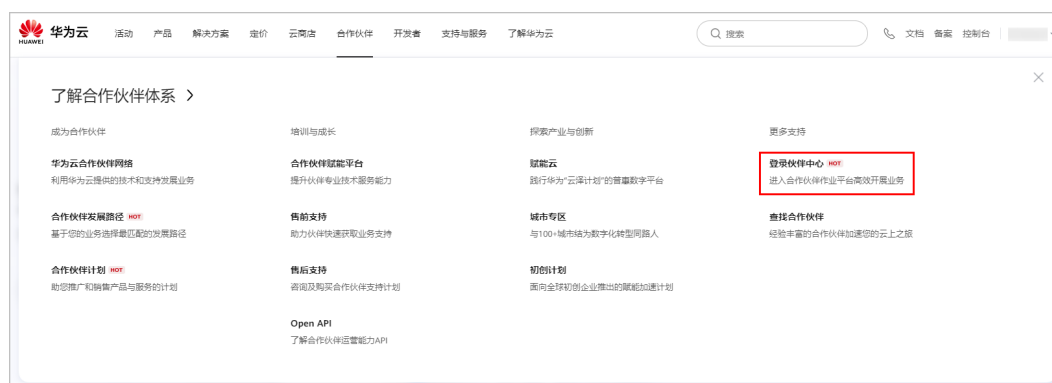 HUAWEI
华为云 活动 产品 解决方案 定价 云商店 合作伙伴 开发者 支持与服务 了解华为云 搜索 文档 备案 控制台
了解合作伙伴体系
成为合作伙伴 培训与成长 探索产业与创新 更多支持
华为云合作伙伴网络 合作伙伴赋能平台 赋能云 登录伙伴中心 HOT
利用华为云提供的技术和支持发展业务 提升伙伴专业技术服务能力 践行华为“云泽计划”的普惠数字平台 进入合作伙伴作业平台高效开展业务
合作伙伴发展路径 HOT 售前支持 城市专区 查找合作伙伴
基于您的业务选择最匹配的发展路径 助力伙伴快速获取业务支持 与100+城市结为数字化转型同路人 经验丰富的合作伙伴加速您的云上之旅
合作伙伴计划 HOT 售后支持 初创计划
助您推广和销售产品与服务的计划 咨询及购买合作伙伴支持计划 面向全球初创企业推出的赋能加速计划
Open API
了解合作伙伴运营能力API